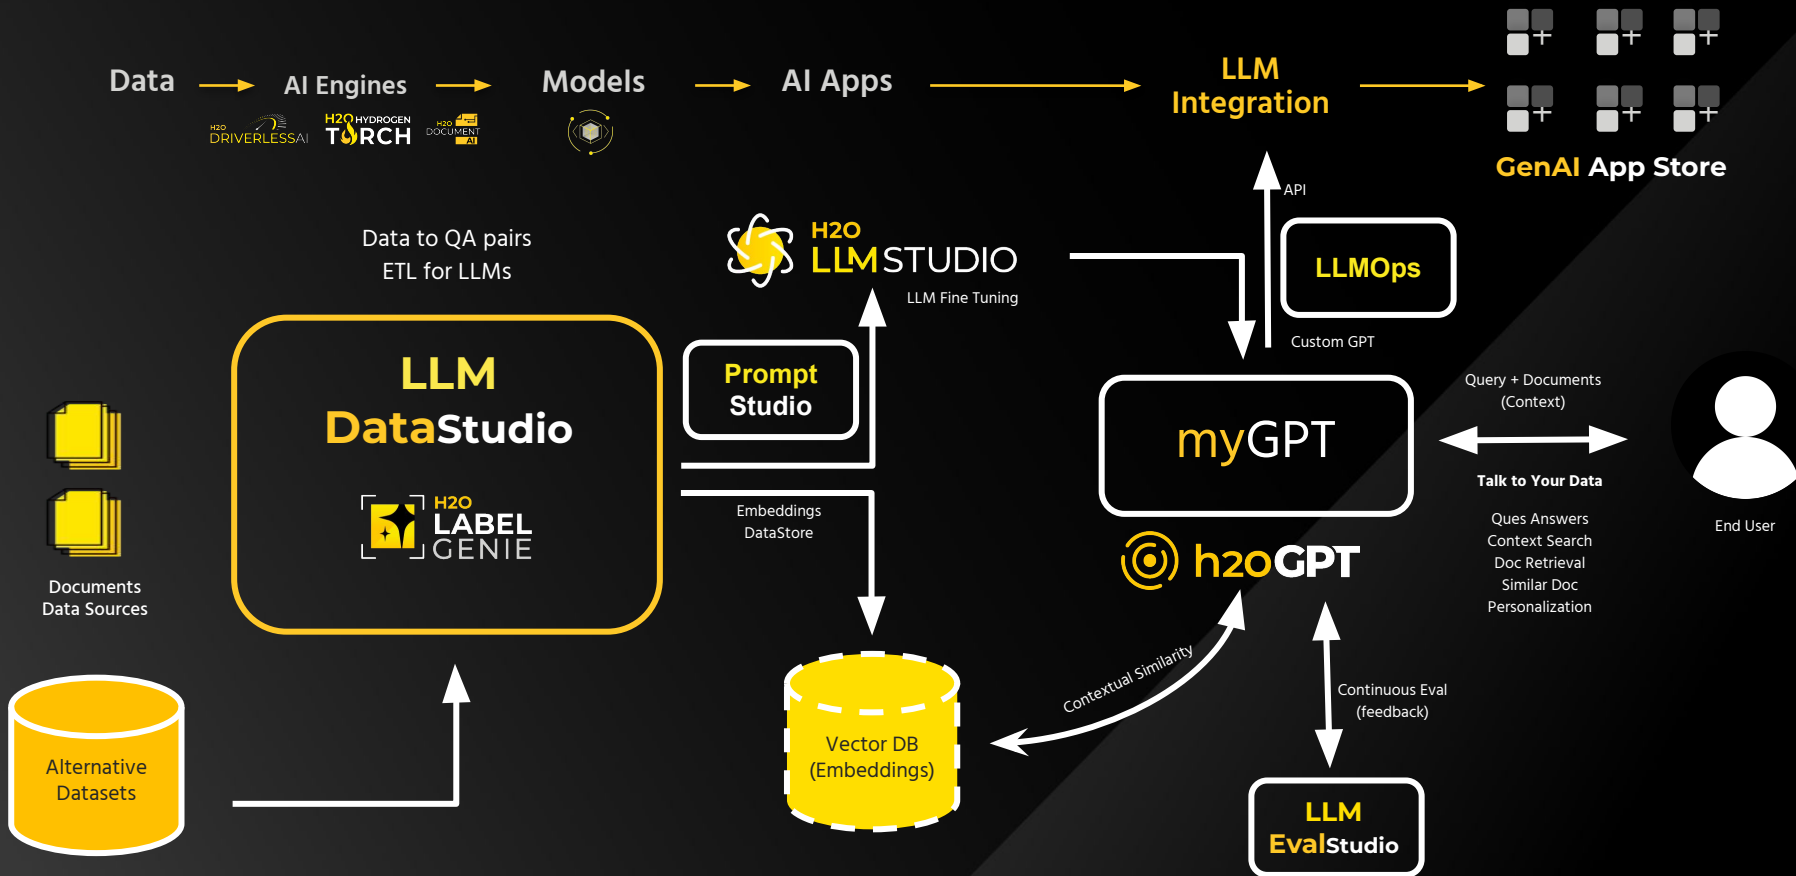 Data
AI Engines
Models
AI Apps
LLM
Integration
H2O
DRIVERLESSAI
H2O HYDROGEN
TORCH
H2O
DOCUMENT
AI
GenAI App Store
API
Data to QA pairs
ETL for LLMs
H2O
LLM STUDIO
LLM Fine Tuning
LLMOps
Custom GPT
LLM
DataStudio
H2O
LABEL
GENIE
Prompt
Studio
Embeddings
DataStore
myGPT
h2oGPT
Query + Documents
(Context)
Talk to Your Data
Ques Answers
Context Search
Doc Retrieval
Similar Doc
Personalization
End User
Documents
Data Sources
Alternative
Datasets
Vector DB
(Embeddings)
Contextual Similarity
Continuous Eval
(feedback)
LLM
EvalStudio